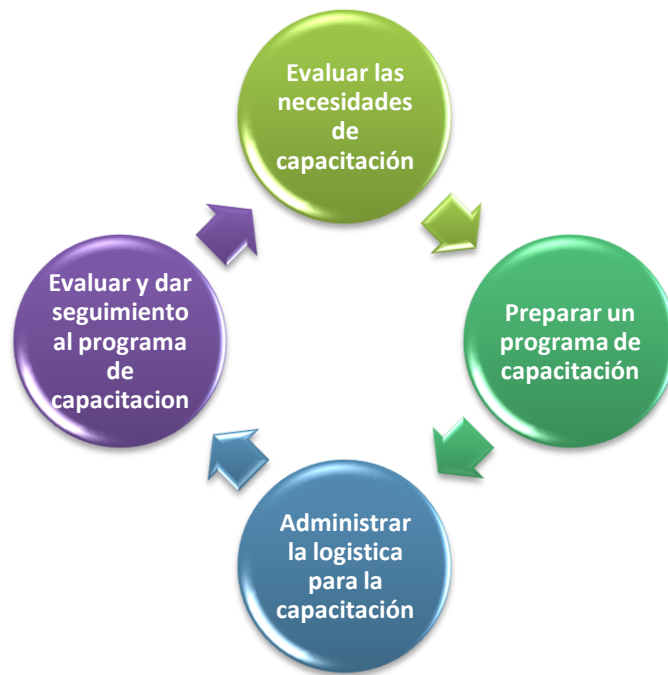 Evaluar las
necesidades
de
capacitación
Preparar un
programa de
capacitación
Administrar
la logistica
para la
capacitación
Evaluar y dar
seguimiento
al programa
de
capacitacion